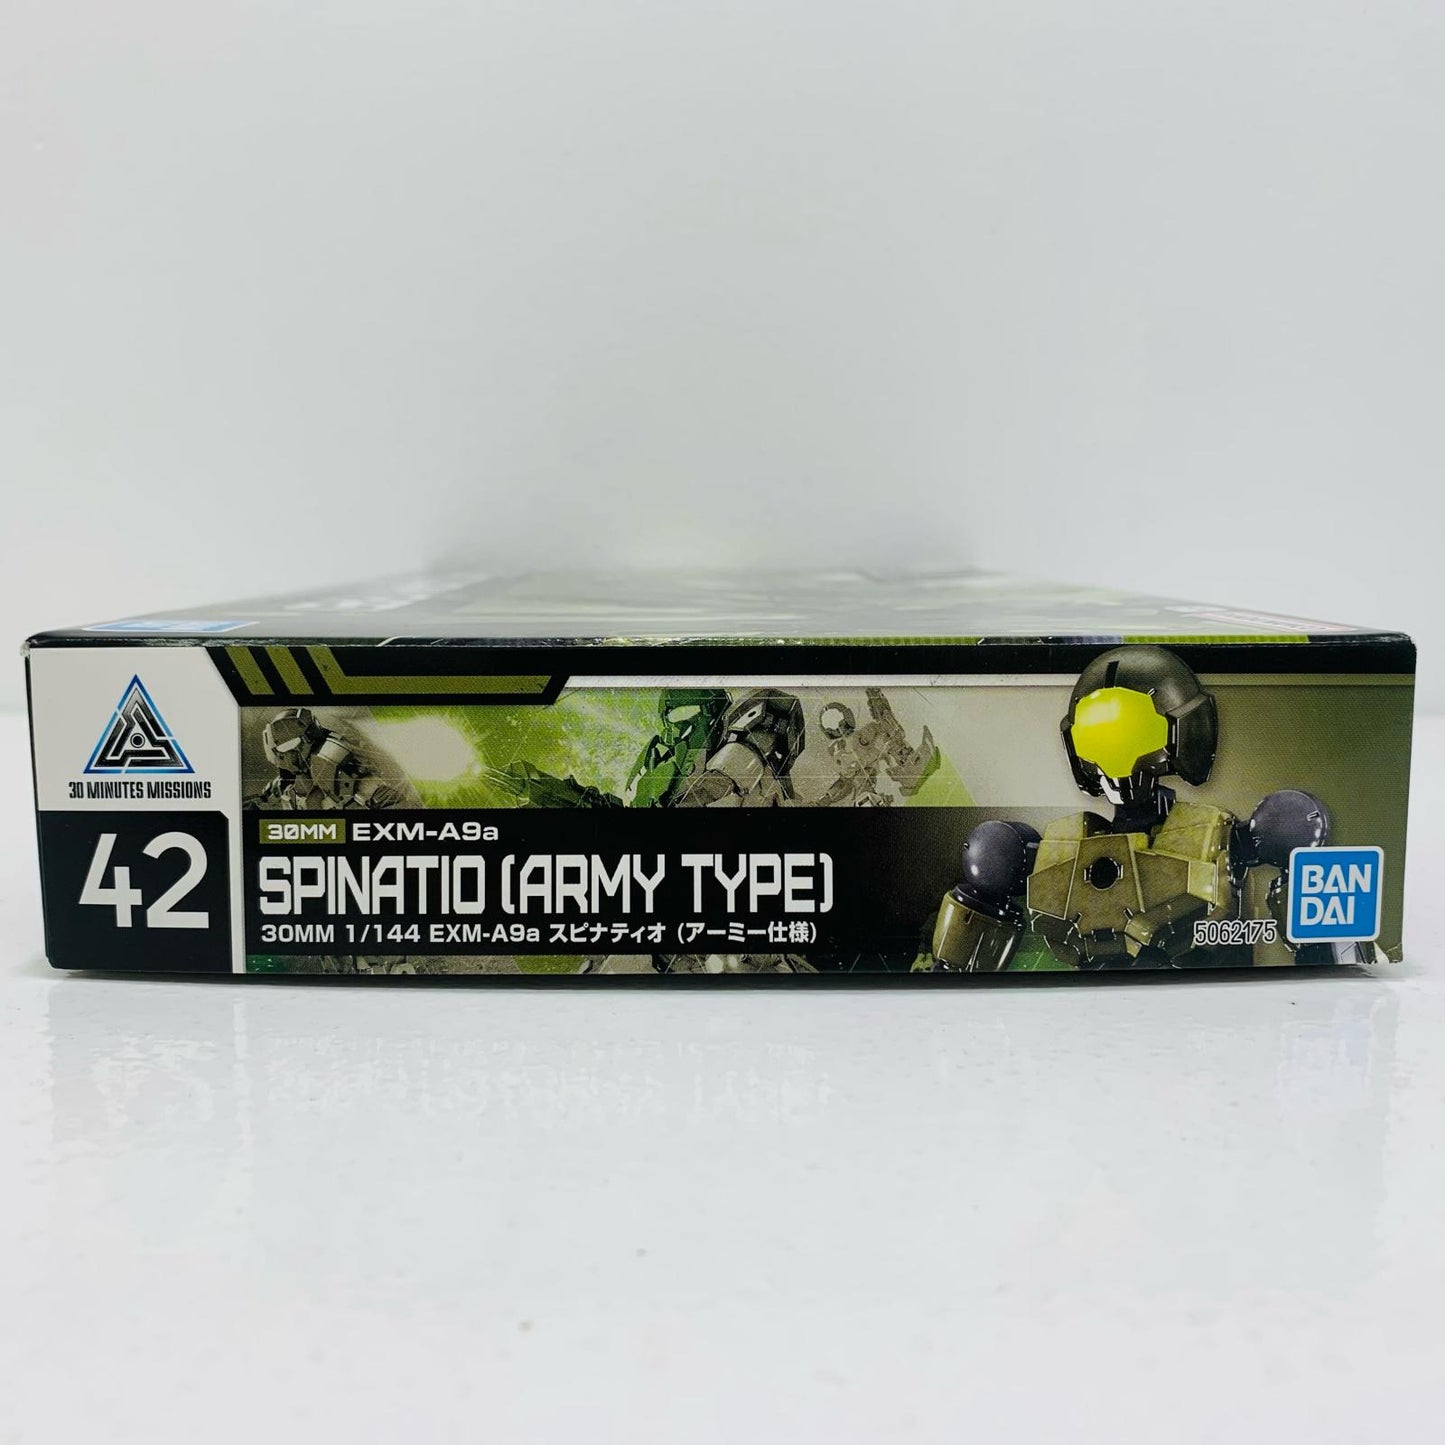 30 MINUTES MISSIONS
42
30MM EXM-A9a
SPINATIO (ARMY TYPE)
30MM 1/144 EXM-A9a スピナティオ (アーミー仕様)
5062175
BAN
DAI